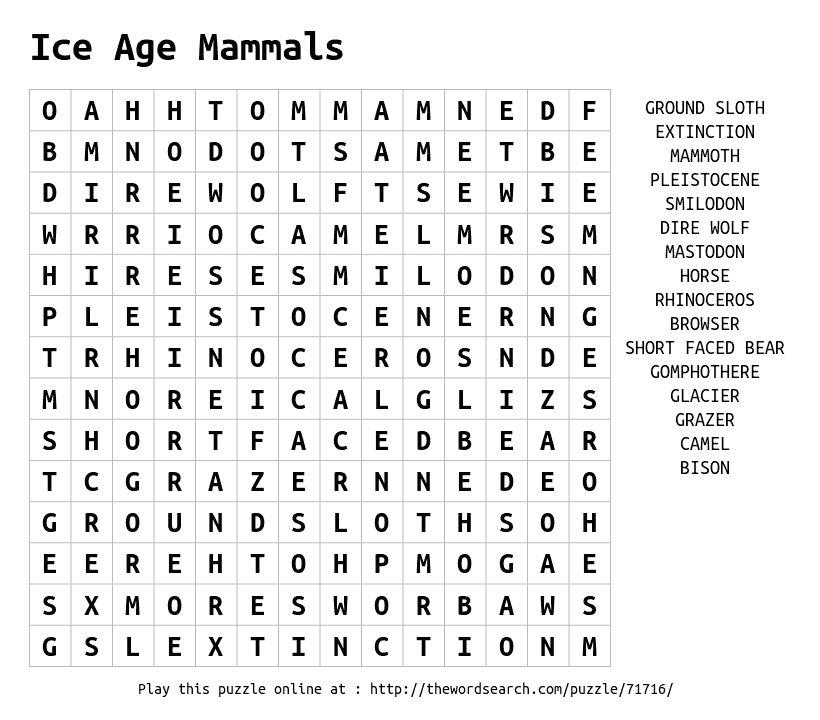 Ice Age Mammals
O A H H T O M M A M N E D F
B M N O D O T S A M E T B E
D I R E W O L F T S E W I E
W R R I O C A M E L M R S M
H I R E S E S M I L O D O N
P L E I S T O C E N E R N G
T R H I N O C E R O S N D E
M N O R E I C A L G L I Z S
S H O R T F A C E D B E A R
T C G R A Z E R N N E D E O
G R O U N D S L O T H S O H
E E R E H T O H P M O G A E
S X M O R E S W O R B A W S
G S L E X T I N C T I O N M
GROUND SLOTH
EXTINCTION
MAMMOTH
PLEISTOCENE
SMILODON
DIRE WOLF
MASTODON
HORSE
RHINOCEROS
BROWSER
SHORT FACED BEAR
GOMPHOTHERE
GLACIER
GRAZER
CAMEL
BISON
Play this puzzle online at : http://thewordsearch.com/puzzle/71716/